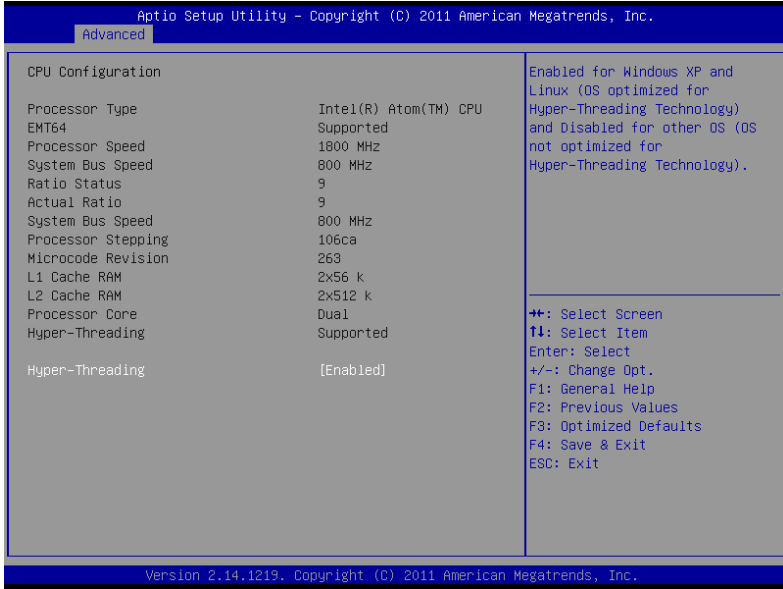 Aptio Setup Utility – Copyright (C) 2011 American Megatrends, Inc.
Advanced
CPU Configuration
Processor Type Intel(R) Atom(TM) CPU
EMT64 Supported
Processor Speed 1800 MHz
System Bus Speed 800 MHz
Ratio Status 9
Actual Ratio 9
System Bus Speed 800 MHz
Processor Stepping 106ca
Microcode Revision 263
L1 Cache RAM 2x56 k
L2 Cache RAM 2x512 k
Processor Core Dual
Hyper-Threading Supported
Hyper-Threading [Enabled]
Enabled for Windows XP and
Linux (OS optimized for
Hyper-Threading Technology)
and Disabled for other OS (OS
not optimized for
Hyper-Threading Technology).
→←: Select Screen
↑↓: Select Item
Enter: Select
+/-: Change Opt.
F1: General Help
F2: Previous Values
F3: Optimized Defaults
F4: Save & Exit
ESC: Exit
Version 2.14.1219. Copyright (C) 2011 American Megatrends, Inc.